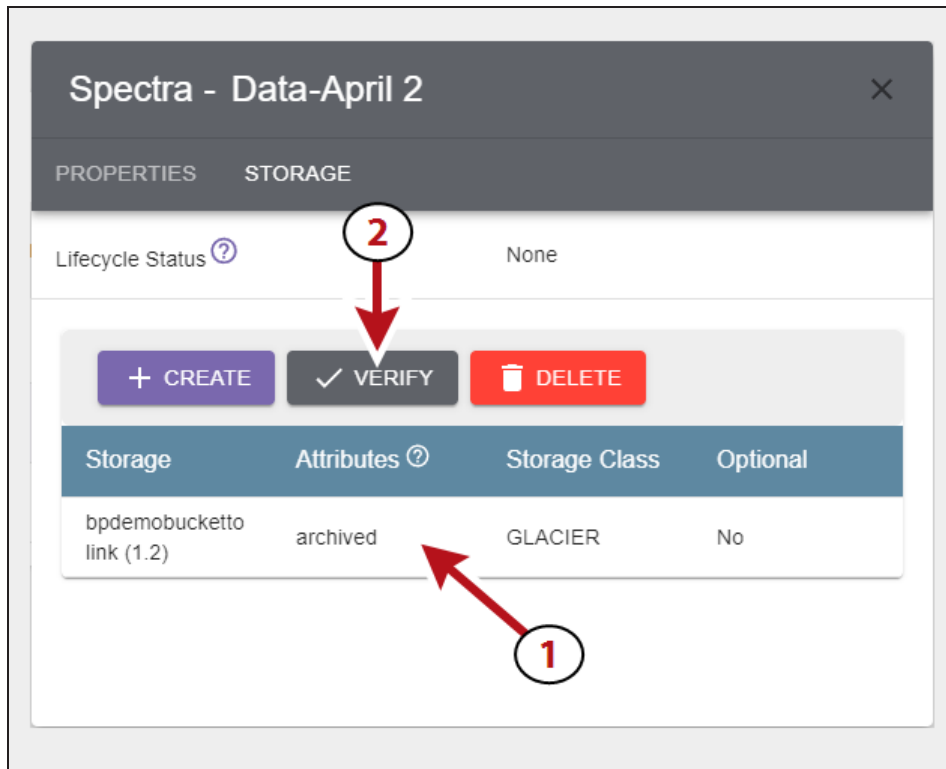 Spectra - Data-April 2
PROPERTIES STORAGE
2
Lifecycle Status None
+ CREATE VERIFY DELETE
Storage Attributes Storage Class Optional
bpdemobucketto
link (1.2) archived GLACIER No
1